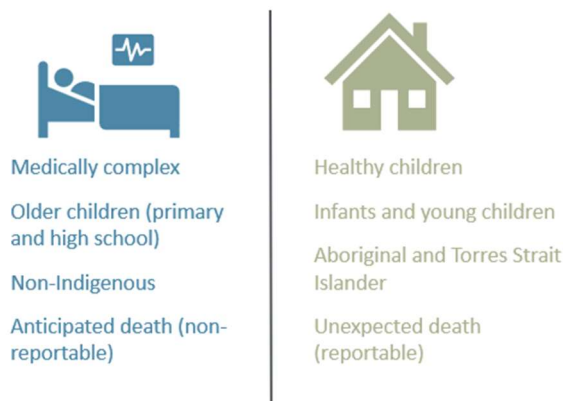 Medically complex
Older children (primary
and high school)
Non-Indigenous
Anticipated death (non-
reportable)
Healthy children
Infants and young children
Aboriginal and Torres Strait
Islander
Unexpected death
(reportable)